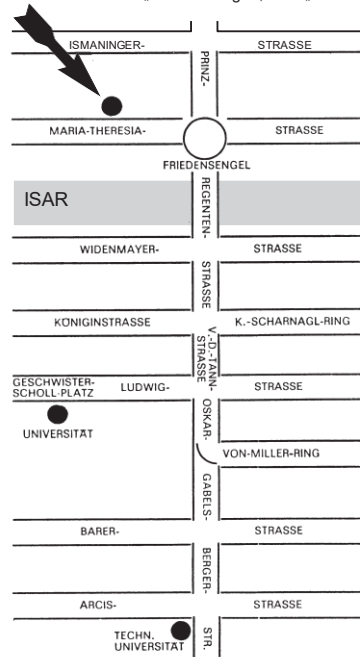 ISMANINGER- STRASSE
PRINZ-
MARIA-THERESIA- STRASSE
FRIEDENSENGEL
REGENTEN-
ISAR
WIDENMAYER- STRASSE
STRASSE
KÖNIGINSTRASSE K.-SCHARNAGL-RING
V.-D.-TANN-
STRASSE
GESCHWISTER-
SCHOLL-PLATZ LUDWIG- STRASSE
OSKAR-
UNIVERSITÄT
VON-MILLER-RING
GABELS-
BARER- STRASSE
BERGER-
ARCIS- STRASSE
STR.
TECHN.
UNIVERSITÄT